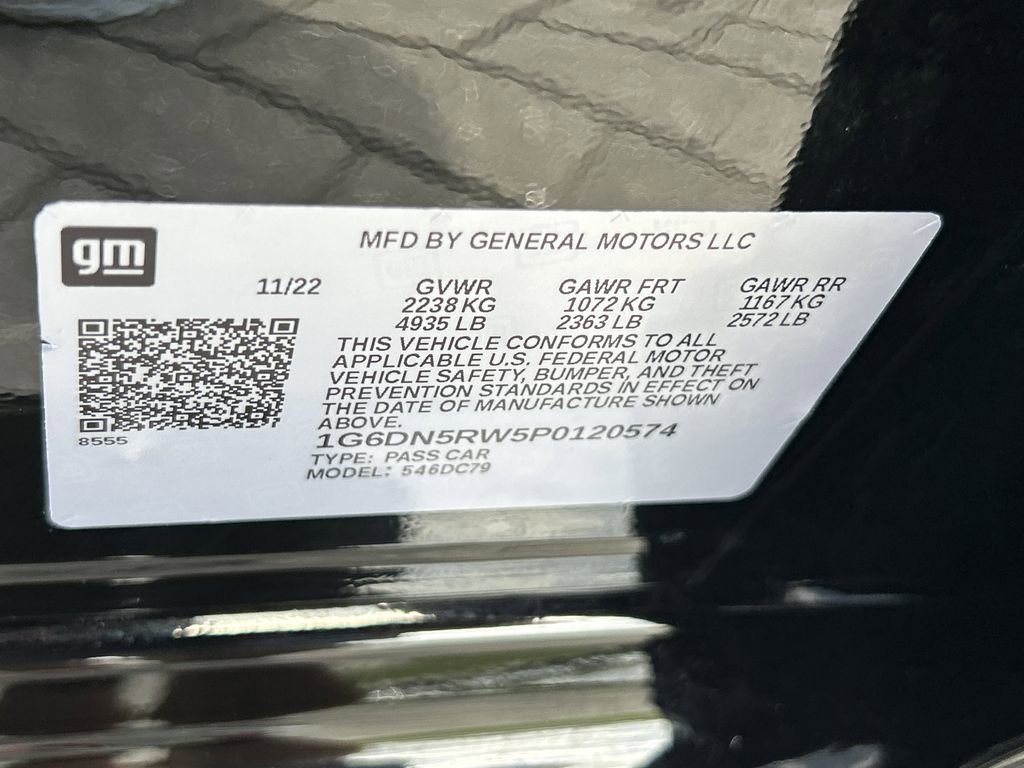 gm
MFD BY GENERAL MOTORS LLC
11/22 GVWR GAWR FRT GAWR RR
2238 KG 1072 KG 1167 KG
4935 LB 2363 LB 2572 LB
THIS VEHICLE CONFORMS TO ALL
APPLICABLE U.S. FEDERAL MOTOR
VEHICLE SAFETY, BUMPER, AND THEFT
PREVENTION STANDARDS IN EFFECT ON
THE DATE OF MANUFACTURE SHOWN
ABOVE.
8555
1G6DN5RW5P0120574
TYPE: PASS CAR
MODEL: 546DC79